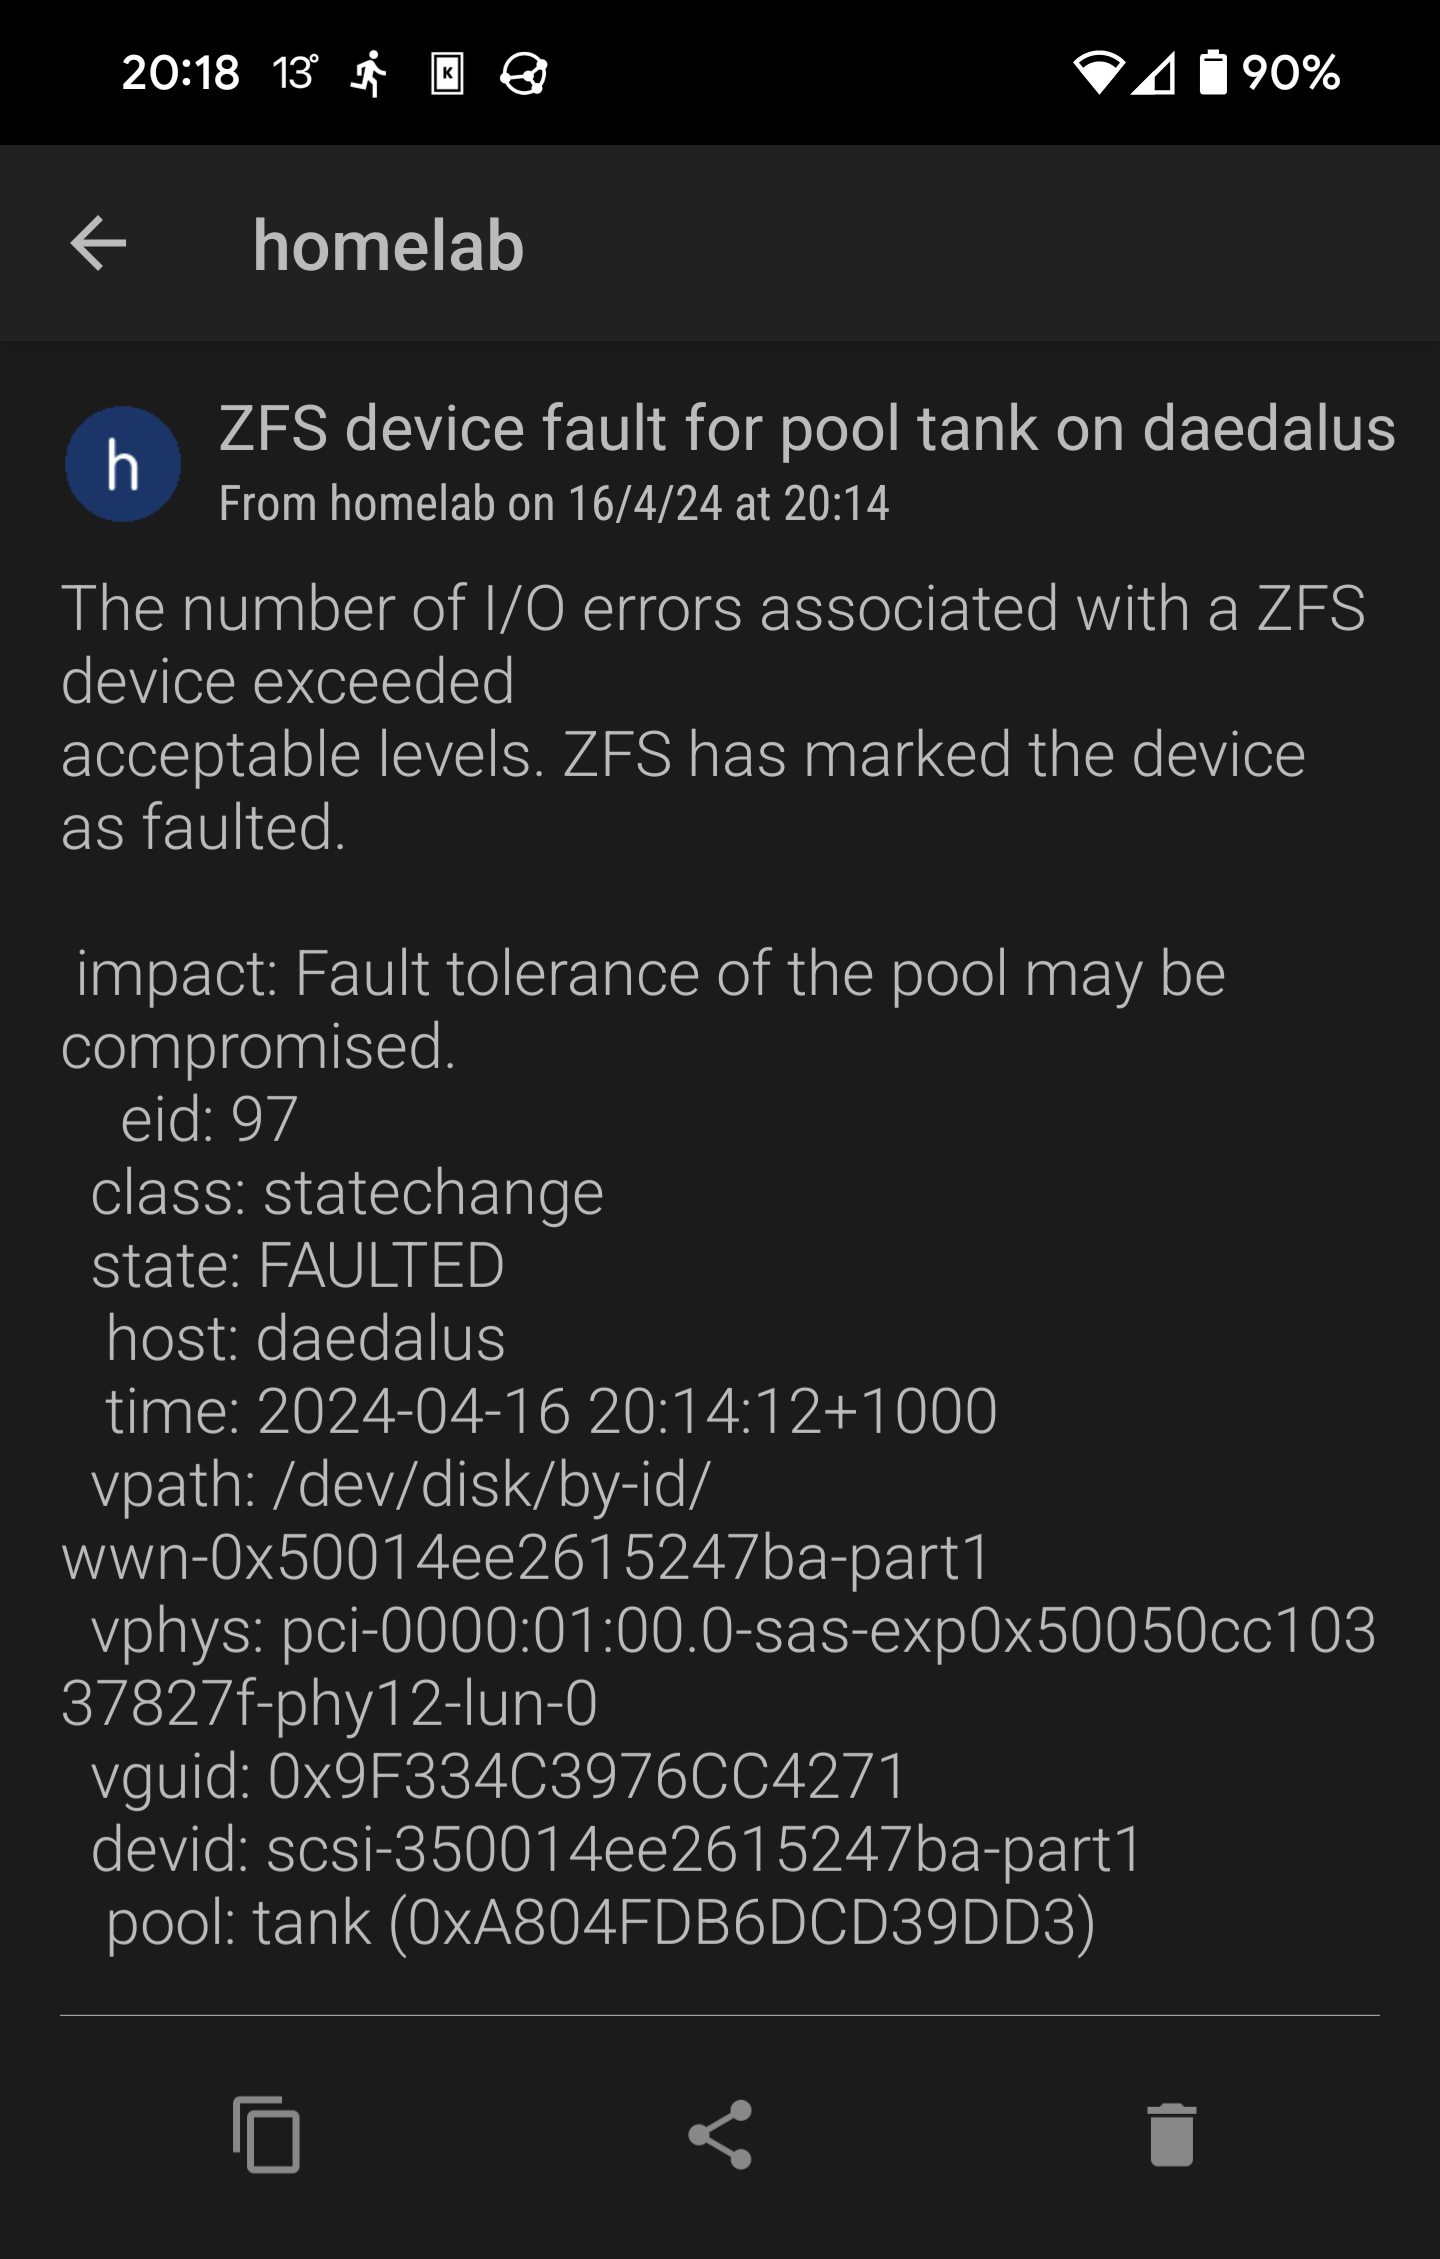 20:18 13° K 90%
homelab
h
ZFS device fault for pool tank on daedalus
From homelab on 16/4/24 at 20:14
The number of I/O errors associated with a ZFS
device exceeded
acceptable levels. ZFS has marked the device
as faulted.
impact: Fault tolerance of the pool may be
compromised.
eid: 97
class: statechange
state: FAULTED
host: daedalus
time: 2024-04-16 20:14:12+1000
vpath: /dev/disk/by-id/
wwn-0x50014ee2615247ba-part1
vphys: pci-0000:01:00.0-sas-exp0x50050cc103
37827f-phy12-lun-0
vguid: 0x9F334C3976CC4271
devid: scsi-350014ee2615247ba-part1
pool: tank (0xA804FDB6DCD39DD3)